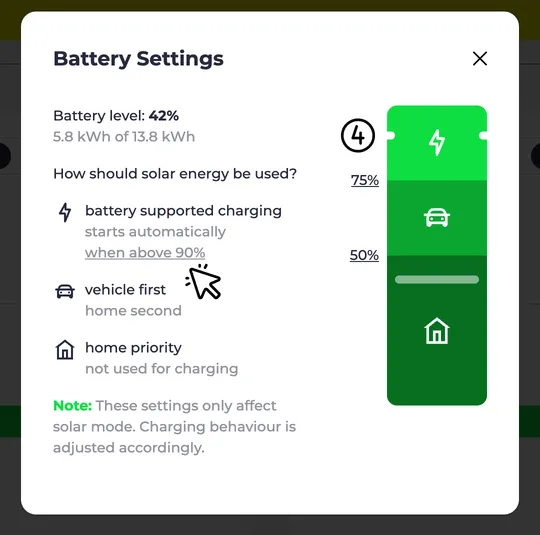 Battery Settings
Battery level: 42%
5.8 kWh of 13.8 kWh
How should solar energy be used?
battery supported charging
starts automatically
when above 90%
vehicle first
home second
home priority
not used for charging
Note: These settings only affect
solar mode. Charging behaviour is
adjusted accordingly.
4
75%
50%